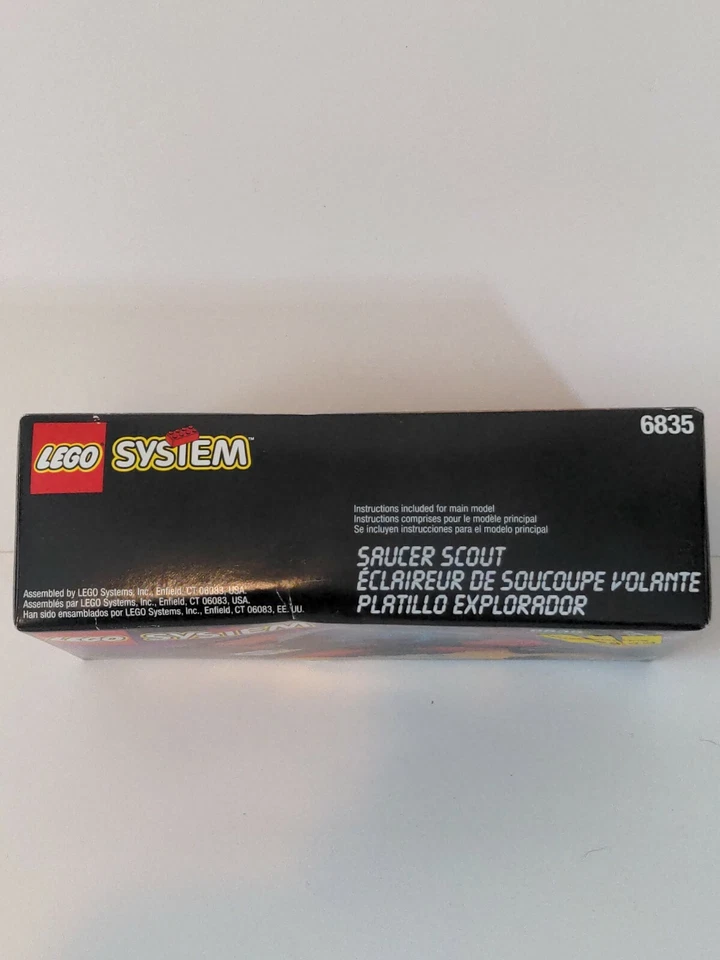 LEGO SYSTEM™
6835
Instructions included for main model
Instructions comprises pour le modèle principal
Se incluyen instrucciones para el modelo principal
SAUCER SCOUT
ÉCLAIREUR DE SOUCOUPE VOLANTE
PLATILLO EXPLORADOR
Assembled by LEGO Systems, Inc., Enfield, CT 06083, USA.
Assemblés par LEGO Systems, Inc., Enfield, CT 06083, USA.
Han sido ensamblados por LEGO Systems, Inc., Enfield, CT 06083, EE. UU.
LEGO SYSTEM